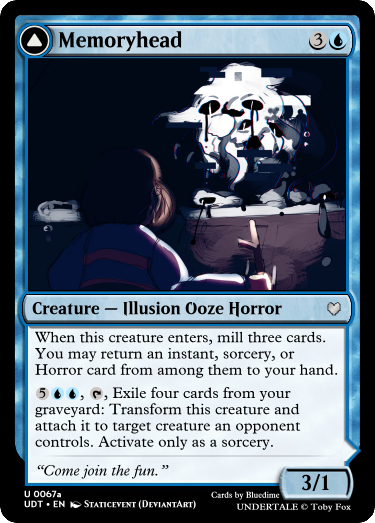 Memoryhead 3
Creature — Illusion Ooze Horror
When this creature enters, mill three cards.
You may return an instant, sorcery, or
Horror card from among them to your hand.
5, Exile four cards from your
graveyard: Transform this creature and
attach it to target creature an opponent
controls. Activate only as a sorcery.
“Come join the fun.”
3/1
U 0067a
UDT • EN STATICEVENT (DEVIANTART)
Cards by Bluedime
UNDERTALE © Toby Fox